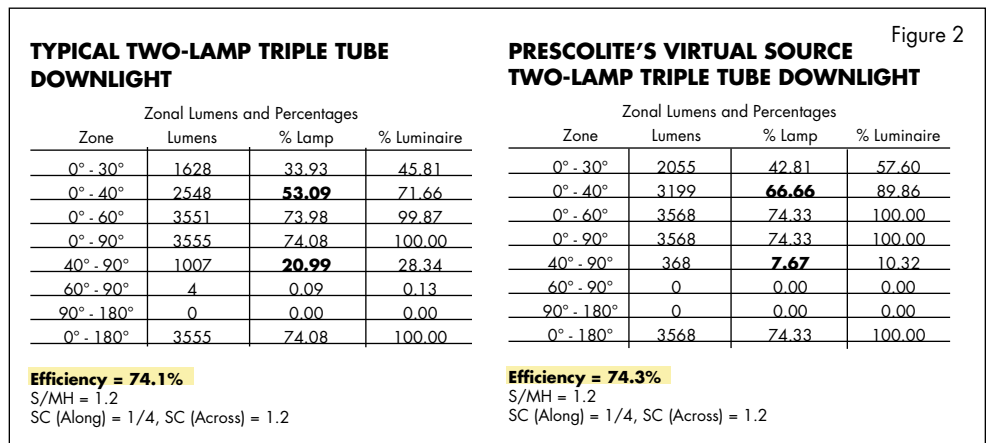 Figure 2
TYPICAL TWO-LAMP TRIPLE TUBE
DOWNLIGHT
Zonal Lumens and Percentages
Zone Lumens % Lamp % Luminaire
0° - 30° 1628 33.93 45.81
0° - 40° 2548 53.09 71.66
0° - 60° 3551 73.98 99.87
0° - 90° 3555 74.08 100.00
40° - 90° 1007 20.99 28.34
60° - 90° 4 0.09 0.13
90° - 180° 0 0.00 0.00
0° - 180° 3555 74.08 100.00
Efficiency = 74.1%
S/MH = 1.2
SC (Along) = 1/4, SC (Across) = 1.2
PRESCOLITE'S VIRTUAL SOURCE
TWO-LAMP TRIPLE TUBE DOWNLIGHT
Zonal Lumens and Percentages
Zone Lumens % Lamp % Luminaire
0° - 30° 2055 42.81 57.60
0° - 40° 3199 66.66 89.86
0° - 60° 3568 74.33 100.00
0° - 90° 3568 74.33 100.00
40° - 90° 368 7.67 10.32
60° - 90° 0 0.00 0.00
90° - 180° 0 0.00 0.00
0° - 180° 3568 74.33 100.00
Efficiency = 74.3%
S/MH = 1.2
SC (Along) = 1/4, SC (Across) = 1.2